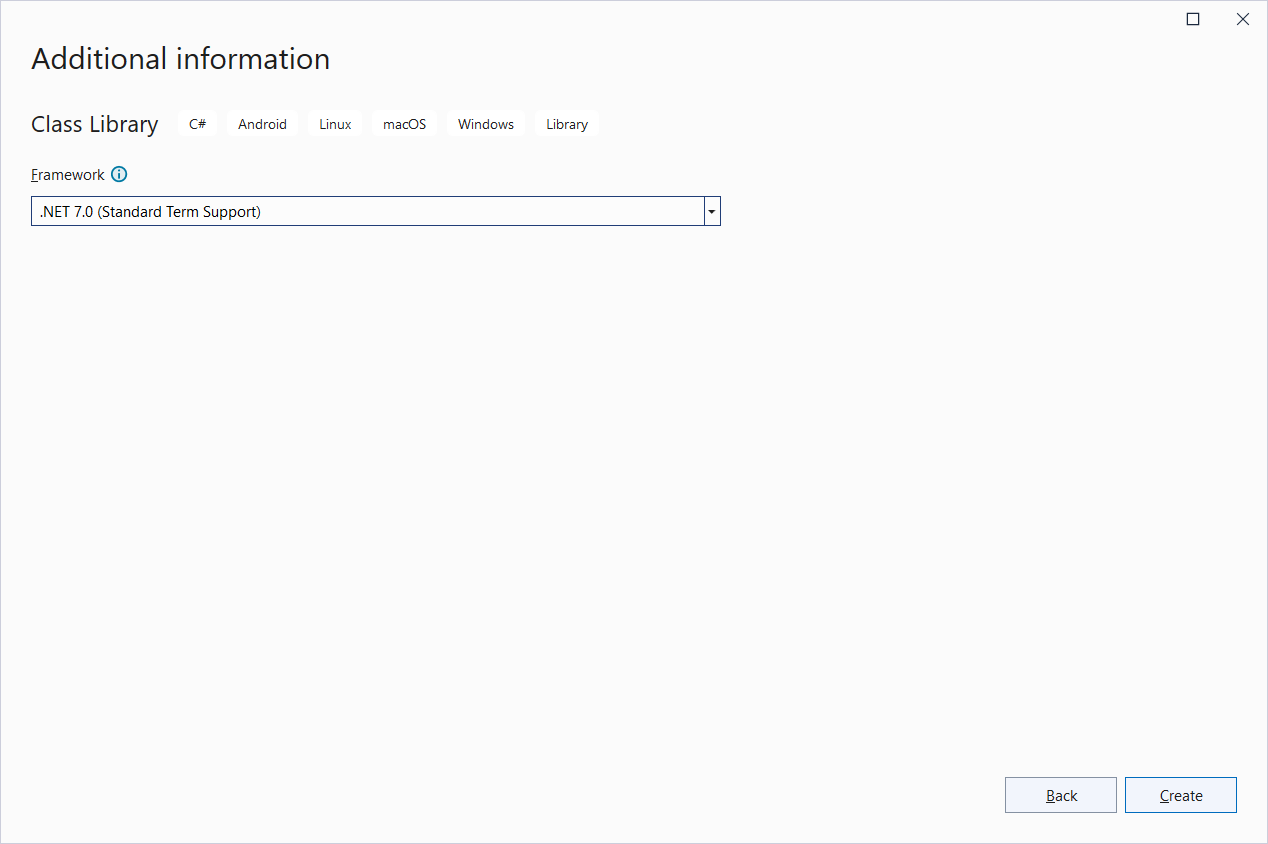 Additional information
Class Library C# Android Linux macOS Windows Library
Framework
.NET 7.0 (Standard Term Support)
Back Create